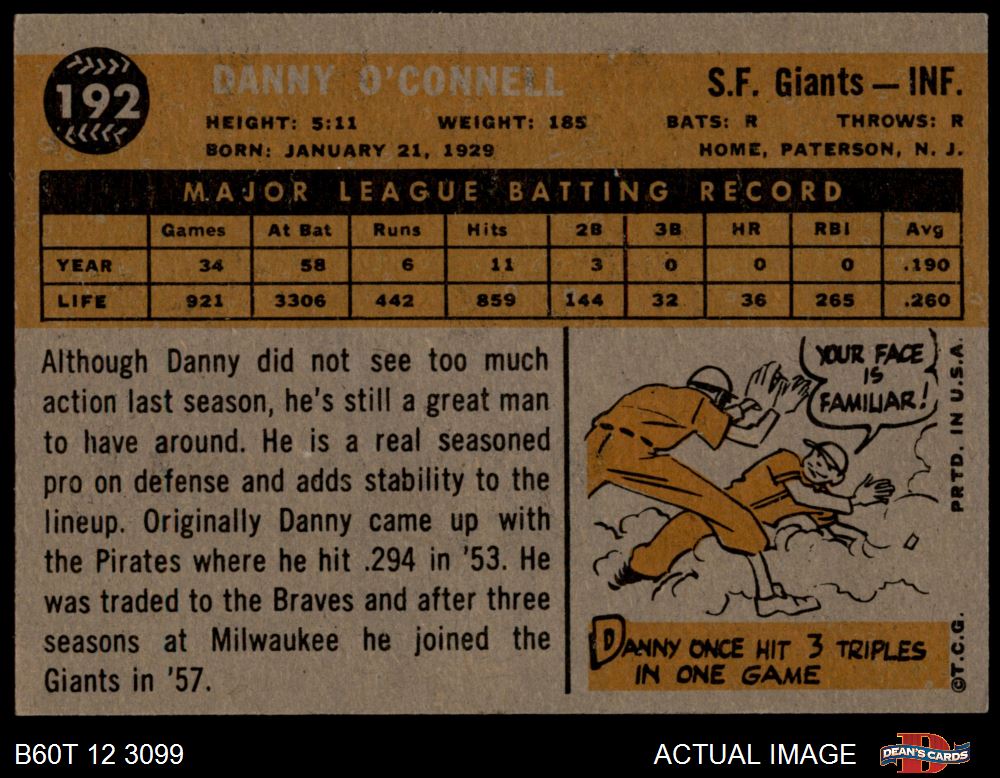 192
DANNY O'CONNELL
S.F. Giants — INF.
HEIGHT: 5:11 WEIGHT: 185 BATS: R THROWS: R
BORN: JANUARY 21, 1929 HOME, PATERSON, N. J.
MAJOR LEAGUE BATTING RECORD
Games At Bat Runs Hits 2B 3B HR RBI Avg
YEAR 34 58 6 11 3 0 0 0 .190
LIFE 921 3306 442 859 144 32 36 265 .260
Although Danny did not see too much
action last season, he's still a great man
to have around. He is a real seasoned
pro on defense and adds stability to the
lineup. Originally Danny came up with
the Pirates where he hit .294 in '53. He
was traded to the Braves and after three
seasons at Milwaukee he joined the
Giants in '57.
YOUR FACE
IS
FAMILIAR!
DANNY ONCE HIT 3 TRIPLES
IN ONE GAME
©T.C.G. PRTD. IN U.S.A.
B60T 12 3099
ACTUAL IMAGE
D
DEAN'S CARDS